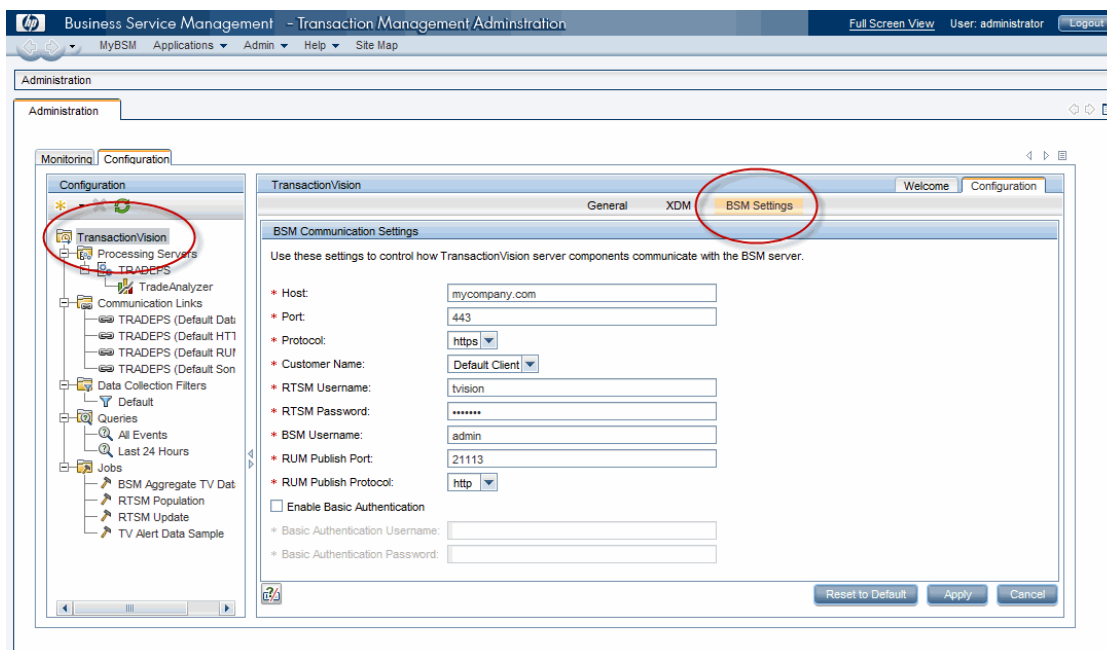 hp Business Service Management - Transaction Management Adminstration Full Screen View User: administrator Logout
MyBSM Applications Admin Help Site Map
Administration
Administration
Monitoring Configuration
Configuration
TransactionVision
Processing Servers
TRADEPS
TradeAnalyzer
Communication Links
TRADEPS (Default Dat
TRADEPS (Default HT
TRADEPS (Default RU
TRADEPS (Default Son
Data Collection Filters
Default
Queries
All Events
Last 24 Hours
Jobs
BSM Aggregate TV Dat
RTSM Population
RTSM Update
TV Alert Data Sample
TransactionVision Welcome Configuration
General XDM BSM Settings
BSM Communication Settings
Use these settings to control how TransactionVision server components communicate with the BSM server.
* Host: mycompany.com
* Port: 443
* Protocol: https
* Customer Name: Default Client
* RTSM Username: tvision
* RTSM Password: •••••••
* BSM Username: admin
* RUM Publish Port: 21113
* RUM Publish Protocol: http
Enable Basic Authentication
* Basic Authentication Username:
* Basic Authentication Password:
Reset to Default Apply Cancel